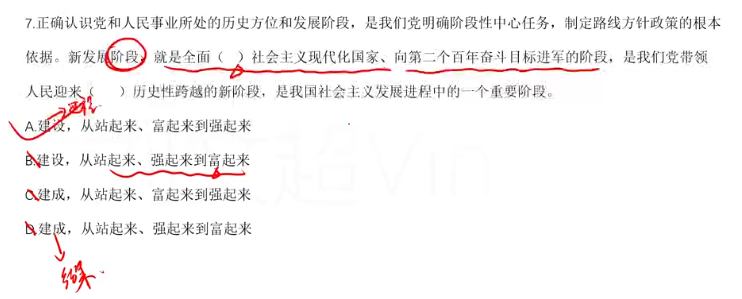 7.正确认识党和人民事业所处的历史方位和发展阶段，是我们党明确阶段性中心任务，制定路线方针政策的根本
依据。新发展阶段，就是全面（ ）社会主义现代化国家、向第二个百年奋斗目标进军的阶段，是我们党带领
人民迎来（ ）历史性跨越的新阶段，是我国社会主义发展进程中的一个重要阶段。
过程
A.建设，从站起来、富起来到强起来
B.建设，从站起来、强起来到富起来
C.建成，从站起来、富起来到强起来
D.建成，从站起来、强起来到富起来
结果.